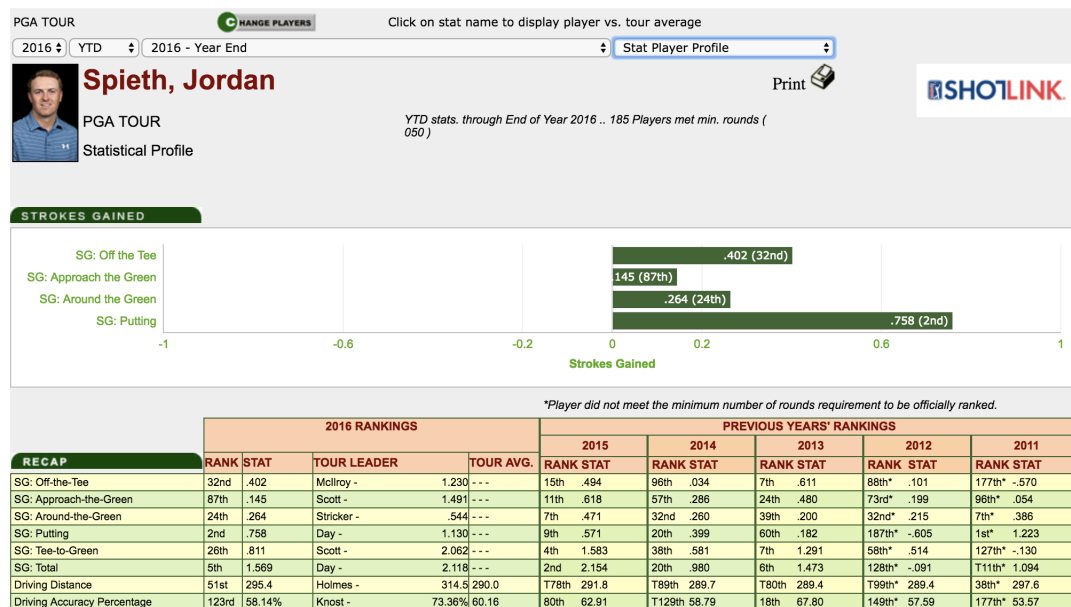 PGA TOUR CHANGE PLAYERS Click on stat name to display player vs. tour average
2016 YTD 2016 - Year End Stat Player Profile
Spieth, Jordan
Print
SHOTLINK.
PGA TOUR
YTD stats. through End of Year 2016 .. 185 Players met min. rounds (
050 )
Statistical Profile
STROKES GAINED
SG: Off the Tee .402 (32nd)
SG: Approach the Green .145 (87th)
SG: Around the Green .264 (24th)
SG: Putting .758 (2nd)
-1 -0.6 -0.2 0 0.2 0.6 1
Strokes Gained
*Player did not meet the minimum number of rounds requirement to be officially ranked.
2016 RANKINGS PREVIOUS YEARS' RANKINGS
2015 2014 2013 2012 2011
RECAP RANK STAT TOUR LEADER TOUR AVG. RANK STAT RANK STAT RANK STAT RANK STAT RANK STAT
SG: Off-the-Tee 32nd .402 McIlroy - 1.230 - - - 15th .494 96th .034 7th .611 88th* .101 177th* -.570
SG: Approach-the-Green 87th .145 Scott - 1.491 - - - 11th .618 57th .286 24th .480 73rd* .199 96th* .054
SG: Around-the-Green 24th .264 Stricker - .544 - - - 7th .471 32nd .260 39th .200 32nd* .215 7th* .386
SG: Putting 2nd .758 Day - 1.130 - - - 9th .571 20th .399 60th .182 187th* -.605 1st* 1.223
SG: Tee-to-Green 26th .811 Scott - 2.062 - - - 4th 1.583 38th .581 7th 1.291 58th* .514 127th* -.130
SG: Total 5th 1.569 Day - 2.118 - - - 2nd 2.154 20th .980 6th 1.473 128th* -.091 T11th* 1.094
Driving Distance 51st 295.4 Holmes - 314.5 290.0 T78th 291.8 T89th 289.7 T80th 289.4 T99th* 289.4 38th* 297.6
Driving Accuracy Percentage 123rd 58.14% Knost - 73.36% 60.16 80th 62.91 T129th 58.79 18th 67.80 149th* 57.59 177th* 53.57